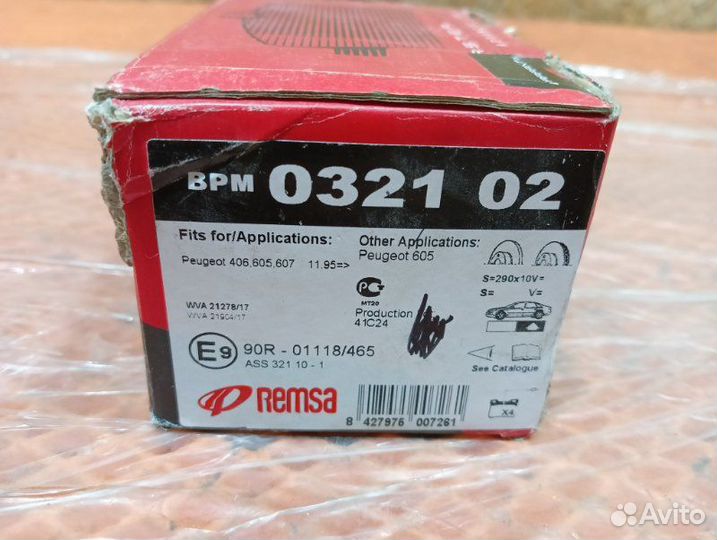 BPM 0321 02
Fits for/Applications:
Peugeot 406,605,607 11.95=>
Other Applications:
Peugeot 605
S=290x10V=
S= V=
WVA 21278/17
WVA 21904/17
PC
MT20
Production
41C24
E9 90R - 01118/465
ASS 321 10 - 1
See Catalogue
Remsa
8 427975 007261
X4
Avito